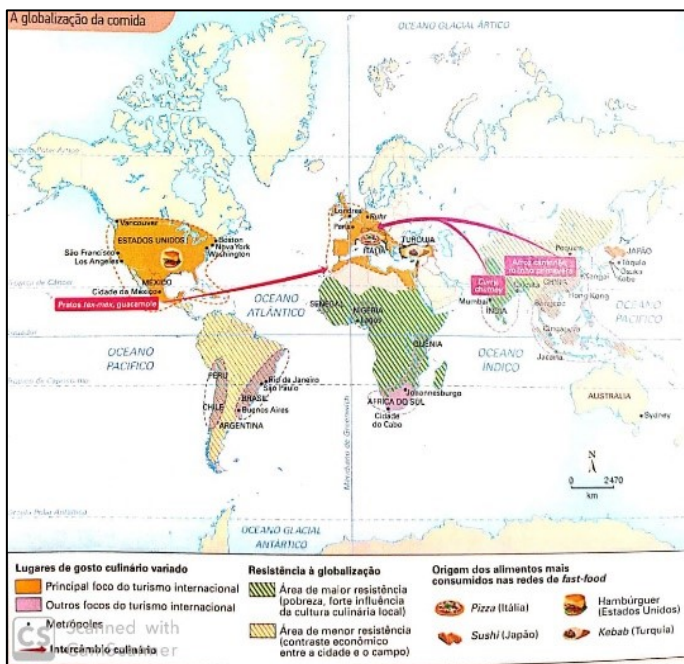 A globalização da comida
OCEANO GLACIAL ÁRTICO
Vancouver
ESTADOS UNIDOS
Boston
Nova York
Washington
São Francisco
Los Angeles
MÉXICO
Cidade do México
Pratos tex-mex, guacamole
OCEANO
ATLÂNTICO
OCEANO
PACÍFICO
PERU
CHILE
BRASIL
Rio de Janeiro
São Paulo
Buenos Aires
ARGENTINA
Meridiano de Greenwich
Londres
Ruhr
Paris
ITÁLIA
TURQUIA
SENEGAL
NIGÉRIA
Lagos
QUÊNIA
Johannesburgo
ÁFRICA DO SUL
Cidade
do Cabo
Pequim
JAPÃO
Tóquio
Osaka
Kobe
Xangai
CHINA
Hong Kong
Curry,
chutney
Mumbai
ÍNDIA
Calcutá
Bangcoc
Cingapura
Jacarta
OCEANO
ÍNDICO
OCEANO
PACÍFICO
AUSTRÁLIA
Sydney
N
0 2470
km
OCEANO GLACIAL
ANTÁRTICO
Lugares de gosto culinário variado
Principal foco do turismo internacional
Outros focos do turismo internacional
Metrópoles
Intercâmbio culinário
Resistência à globalização
Área de maior resistência
(pobreza, forte influência
da cultura culinária local)
Área de menor resistência
(contraste econômico
entre a cidade e o campo)
Origem dos alimentos mais
consumidos nas redes de fast-food
Pizza (Itália)
Hambúrguer
(Estados Unidos)
Sushi (Japão)
Kebab (Turquia)
CS Scanned with
CamScanner